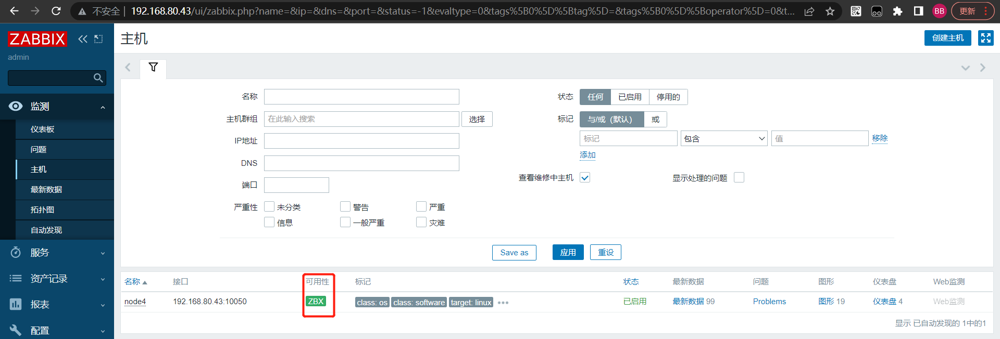 不安全 | 192.168.80.43/ui/zabbix.php?name=&ip=&dns=&port=&status=-1&evaltype=0&tags%5B0%5D%5Btag%5D=&tags%5B0%5D%5Boperator%5D=0&t...
BB
更新
ZABBIX
admin
监测
仪表板
问题
主机
最新数据
拓扑图
自动发现
服务
资产记录
报表
配置
主机
创建主机
名称
主机群组 在此输入搜索 选择
IP地址
DNS
端口
严重性 未分类 警告 严重
信息 一般严重 灾难
状态 任何 已启用 停用的
标记 与/或（默认） 或
标记 包含 值 移除
添加
查看维修中主机 显示处理的问题
Save as 应用 重设
名称 接口 可用性 标记 状态 最新数据 问题 图形 仪表盘 Web监测
node4 192.168.80.43:10050 ZBX class: os class: software target: linux ••• 已启用 最新数据 99 Problems 图形 19 仪表盘 4 Web监测
显示 已自动发现的 1中的1